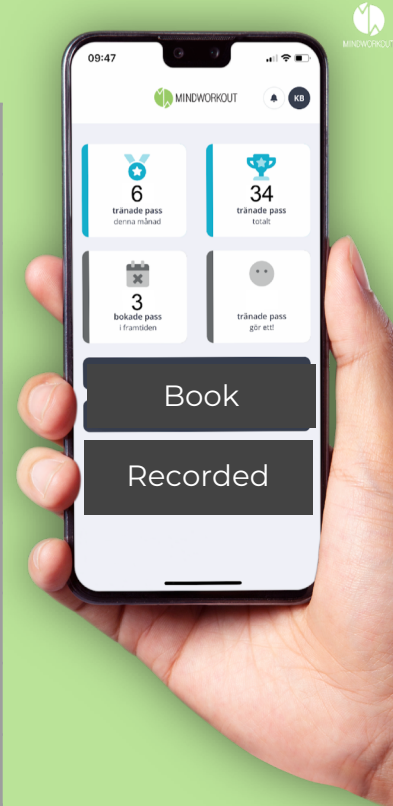 MINDWORKOUT
09:47
MINDWORKOUT
KB
6
tränade pass
denna månad
34
tränade pass
totalt
3
bokade pass
i framtiden
tränade pass
gör ett!
Book
Recorded